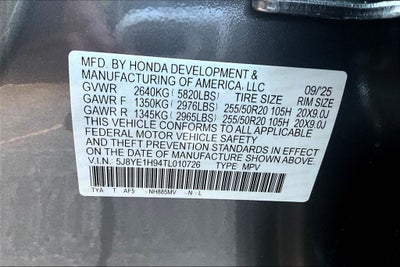 MFD. BY HONDA DEVELOPMENT &
MANUFACTURING OF AMERICA, LLC 09/'25
GVWR 2640KG (5820LBS) TIRE SIZE RIM SIZE
GAWR F 1350KG (2976LBS) 255/50R20 105H 20X9.0J
GAWR R 1345KG (2965LBS) 255/50R20 105H 20X9.0J
THIS VEHICLE CONFORMS TO ALL APPLICABLE
FEDERAL MOTOR VEHICLE SAFETY
AND THEFT PREVENTION STANDARDS IN EFFECT
ON THE DATE OF MANUFACTURE SHOWN ABOVE.
V.I.N.: 5J8YE1H94TL010726 TYPE: MPV
TYA T AF5 - NH885MV - N - L